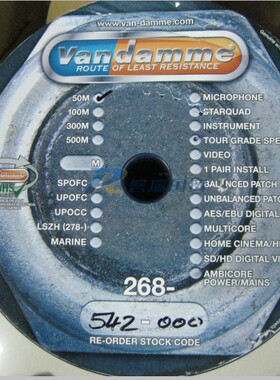 www.van-damme.com
Vandamme
ROUTE OF LEAST RESISTANCE
50M
100M
300M
500M
M
SPOFC
UPOFC
UPOCC
LSZH (278-)
MARINE
MICROPHONE
STARQUAD
INSTRUMENT
TOUR GRADE SPE
VIDEO
1 PAIR INSTALL
BALANCED PATCH
UNBALANCED PATCH
AES/EBU DIGITAL
MULTICORE
HOME CINEMA/H
SD/HD DIGITAL VI
AMBICORE
POWER/MAINS
268-
542-000
RE-ORDER STOCK CODE